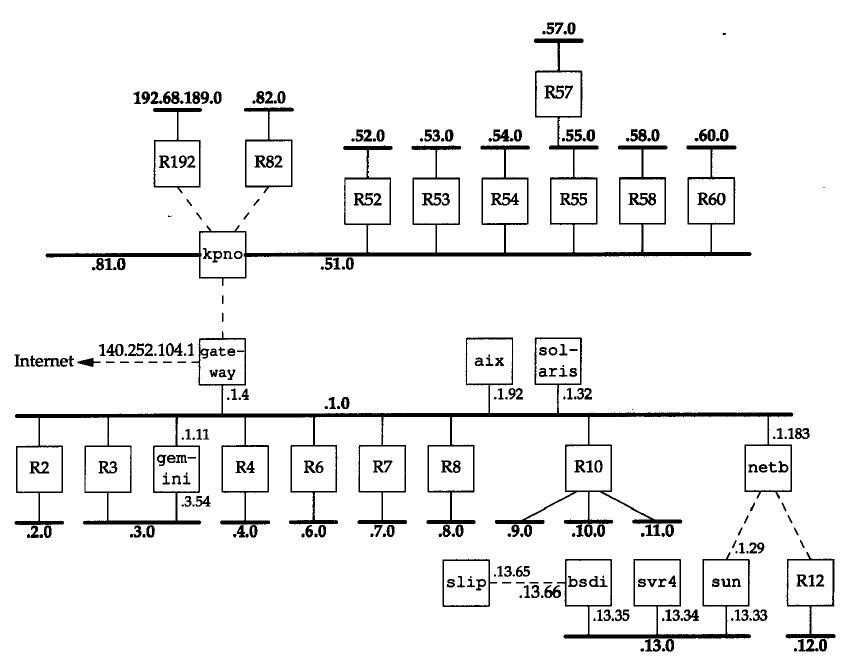 .57.0
R57
192.68.189.0 .82.0
.52.0 .53.0 .54.0 .55.0 .58.0 .60.0
R192 R82
R52 R53 R54 R55 R58 R60
kpno
.81.0 .51.0
Internet 140.252.104.1
gate-
way
aix
sol-
aris
.1.4 .1.92 .1.32
.1.0
.1.11 .1.183
R2 R3
gem-
ini
R4 R6 R7 R8 R10 netb
.3.54
.2.0 .3.0 .4.0 .6.0 .7.0 .8.0 .9.0 .10.0 .11.0
.1.29
slip .13.65
.13.66 bsdi svr4 sun R12
.13.35 .13.34 .13.33
.13.0 .12.0